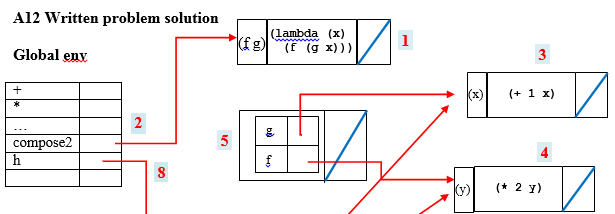 A12 Written problem solution
Global env
(f g)
(lambda (x)
(f (g x)))
1
3
+
*
...
compose2
h
2
8
5
g
f
(x)
(+ 1 x)
4
(y)
(* 2 y)